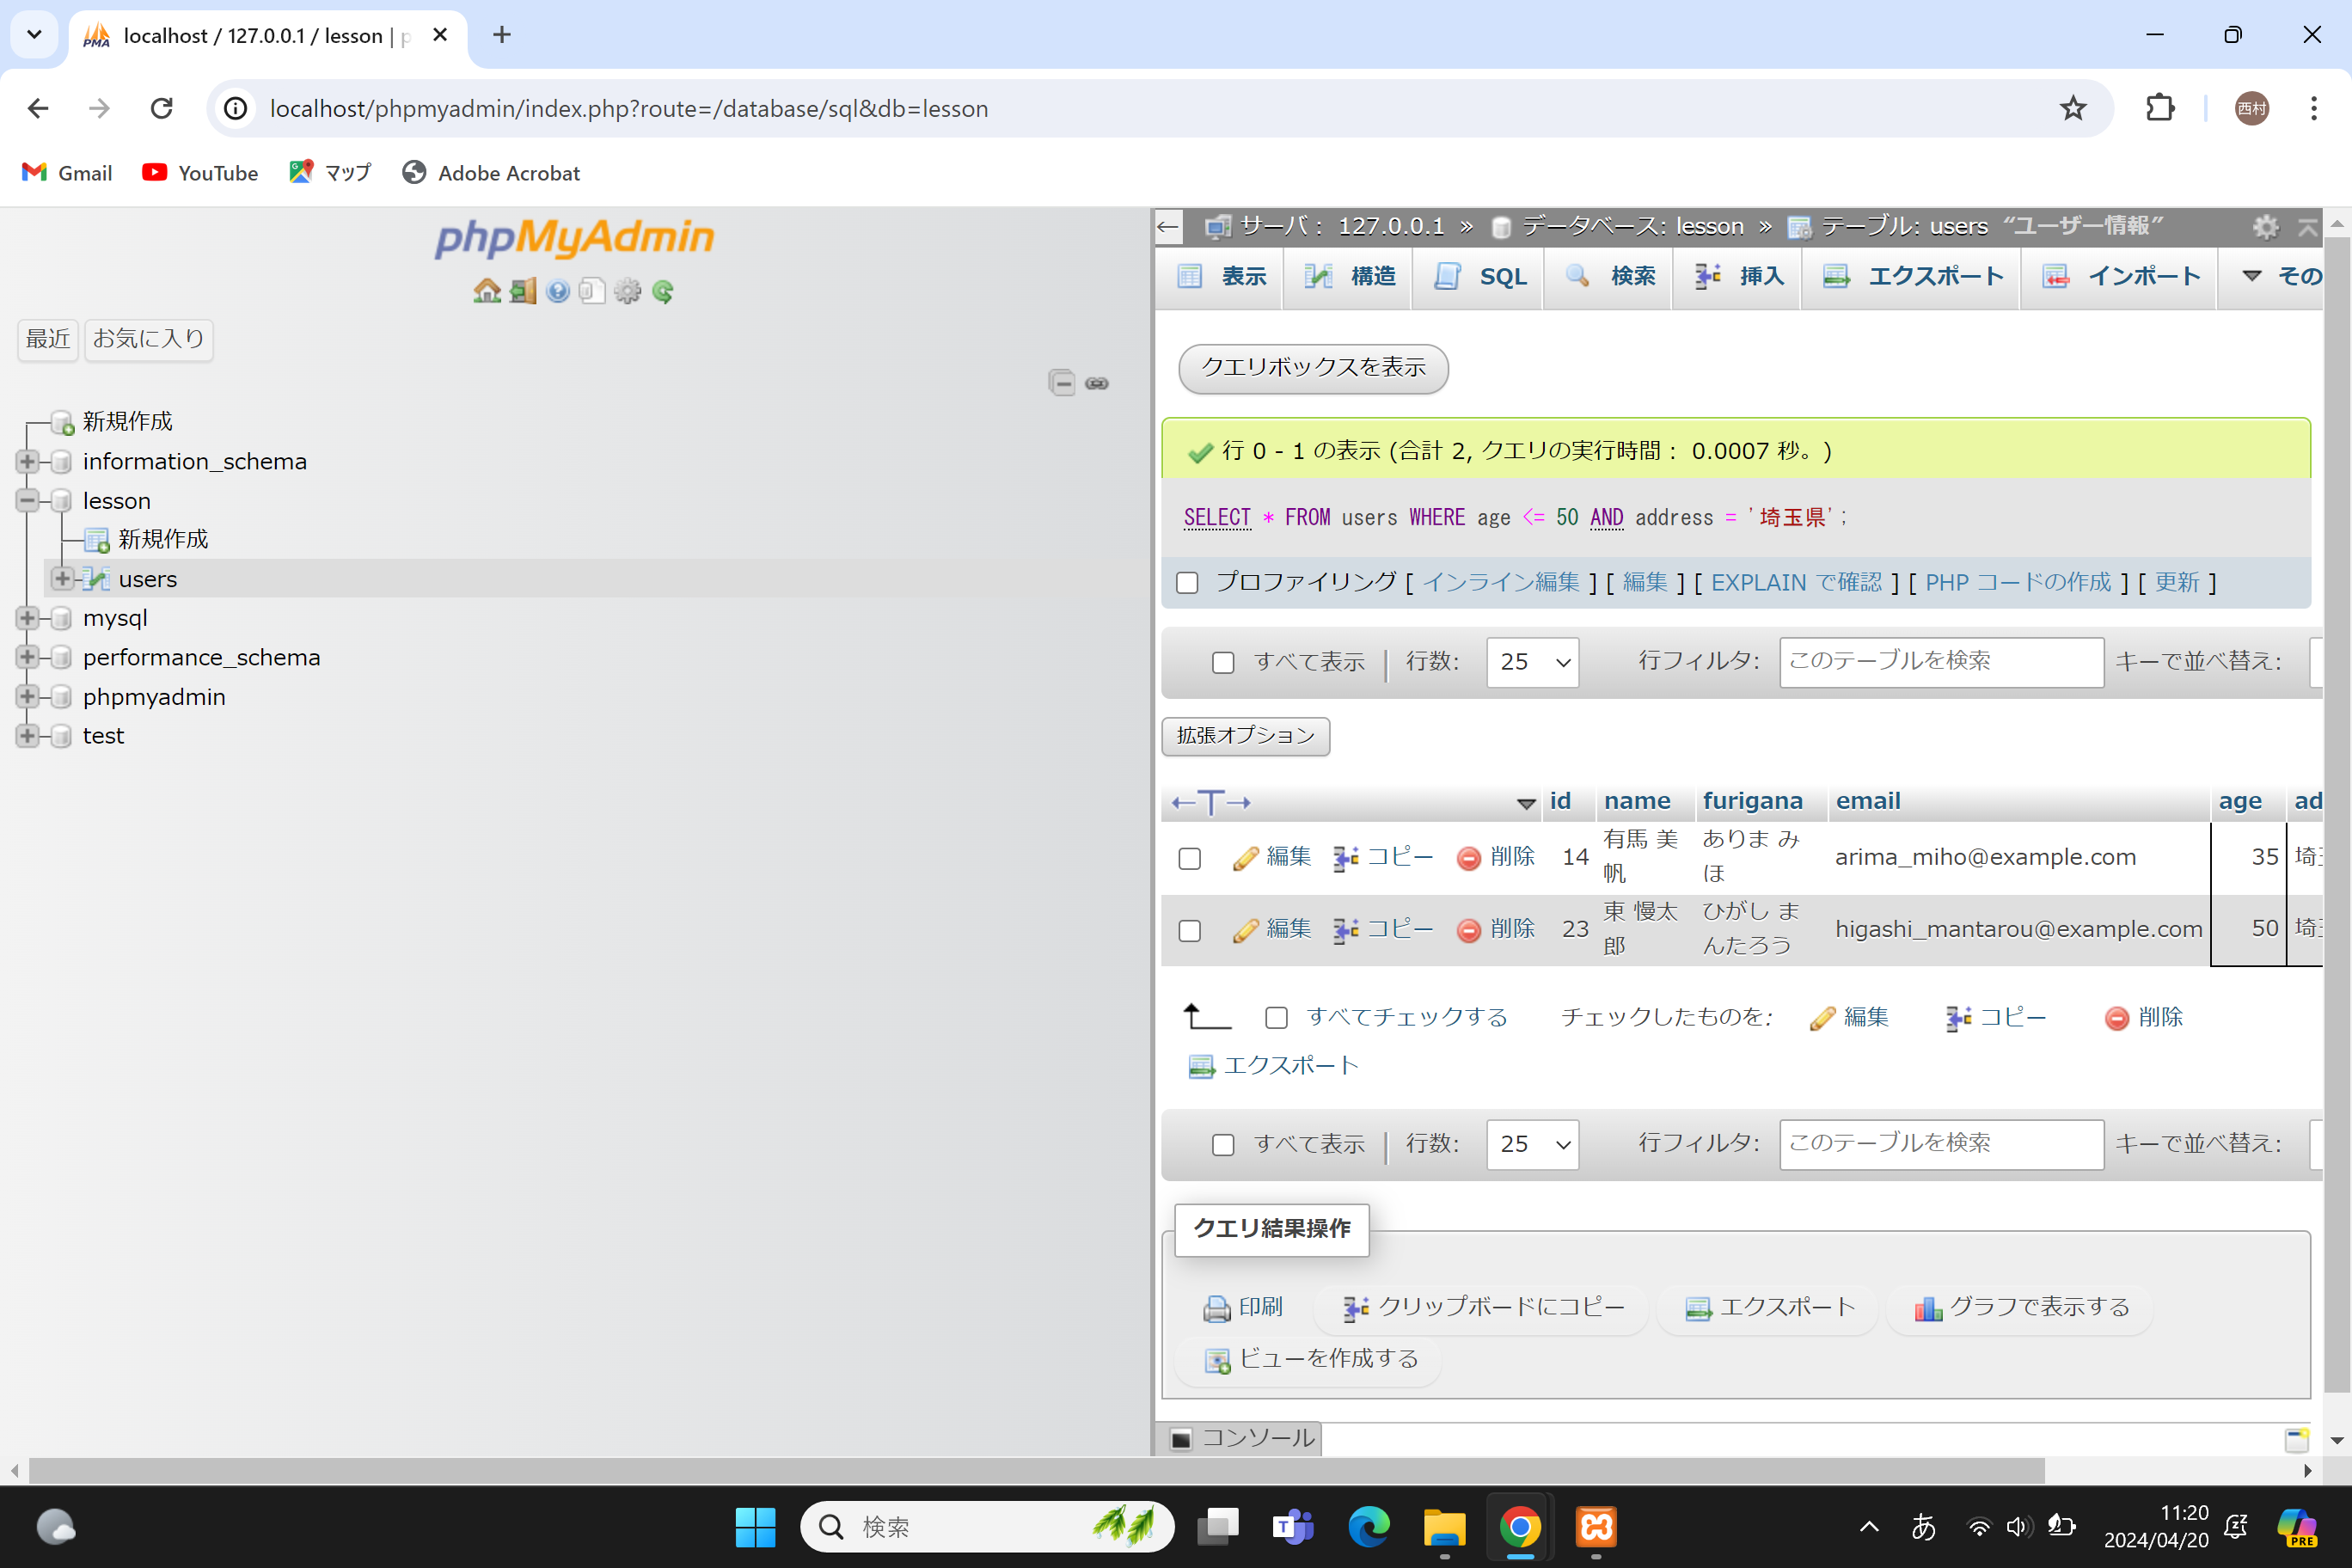 localhost / 127.0.0.1 / lesson |
localhost/phpmyadmin/index.php?route=/database/sql&db=lesson
西村
Gmail
YouTube
マップ
Adobe Acrobat
phpMyAdmin
最近
お気に入り
新規作成
information_schema
lesson
新規作成
users
mysql
performance_schema
phpmyadmin
test
サーバ： 127.0.0.1 » データベース: lesson » テーブル: users “ユーザー情報”
表示
構造
SQL
検索
挿入
エクスポート
インポート
その
クエリボックスを表示
行 0 - 1 の表示 (合計 2, クエリの実行時間： 0.0007 秒。)
SELECT * FROM users WHERE age <= 50 AND address = '埼玉県';
プロファイリング [ インライン編集 ] [ 編集 ] [ EXPLAIN で確認 ] [ PHP コードの作成 ] [ 更新 ]
すべて表示 | 行数: 25 行フィルタ: このテーブルを検索 キーで並べ替え:
拡張オプション
←T→ id name furigana email age ad
編集 コピー 削除 14 有馬 美帆 ありま みほ arima_miho@example.com 35 埼
編集 コピー 削除 23 東 慢太郎 ひがし まんたろう higashi_mantarou@example.com 50 埼
すべてチェックする チェックしたものを: 編集 コピー 削除
エクスポート
すべて表示 | 行数: 25 行フィルタ: このテーブルを検索 キーで並べ替え:
クエリ結果操作
印刷 クリップボードにコピー エクスポート グラフで表示する
ビューを作成する
コンソール
検索
あ
11:20
2024/04/20
PRE